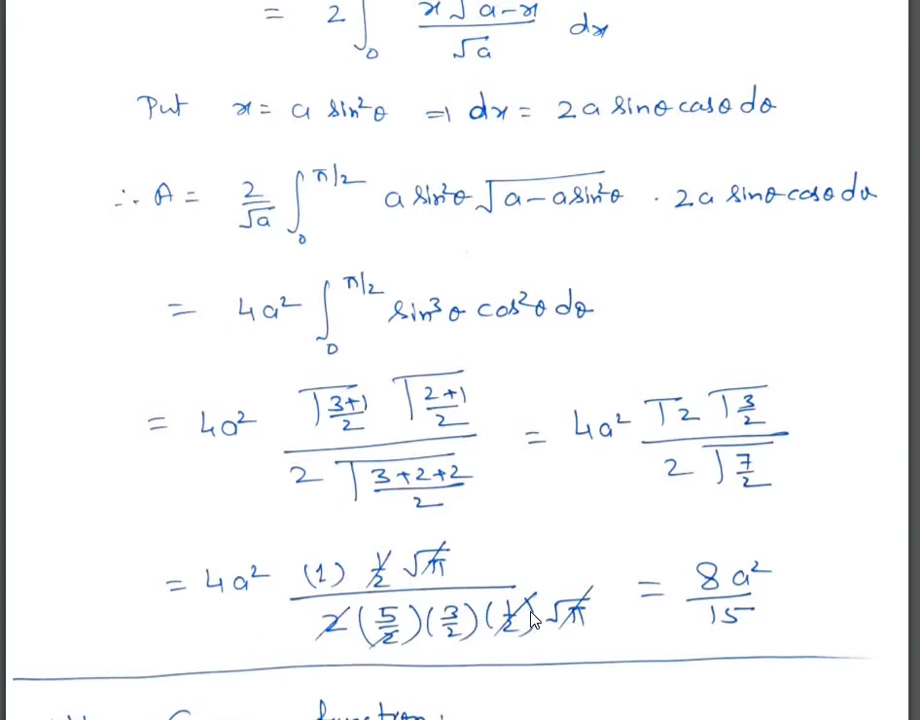 = 2 ∫₀ x√(a-x) / √a dx
Put x = a sin²θ ⇒ dx = 2a sinθ cosθ dθ
∴ A = 2/√a ∫₀^(π/2) a sin²θ √(a - a sin²θ) · 2a sinθ cosθ dθ
= 4a² ∫₀^(π/2) sin³θ cos²θ dθ
= 4a² Γ((3+1)/2) Γ((2+1)/2) / 2 Γ((3+2+2)/2) = 4a² Γ2 Γ(3/2) / 2 Γ(7/2)
= 4a² (1) 1/2 √π / 2 (5/2) (3/2) (1/2) √π = 8a²/15
function: